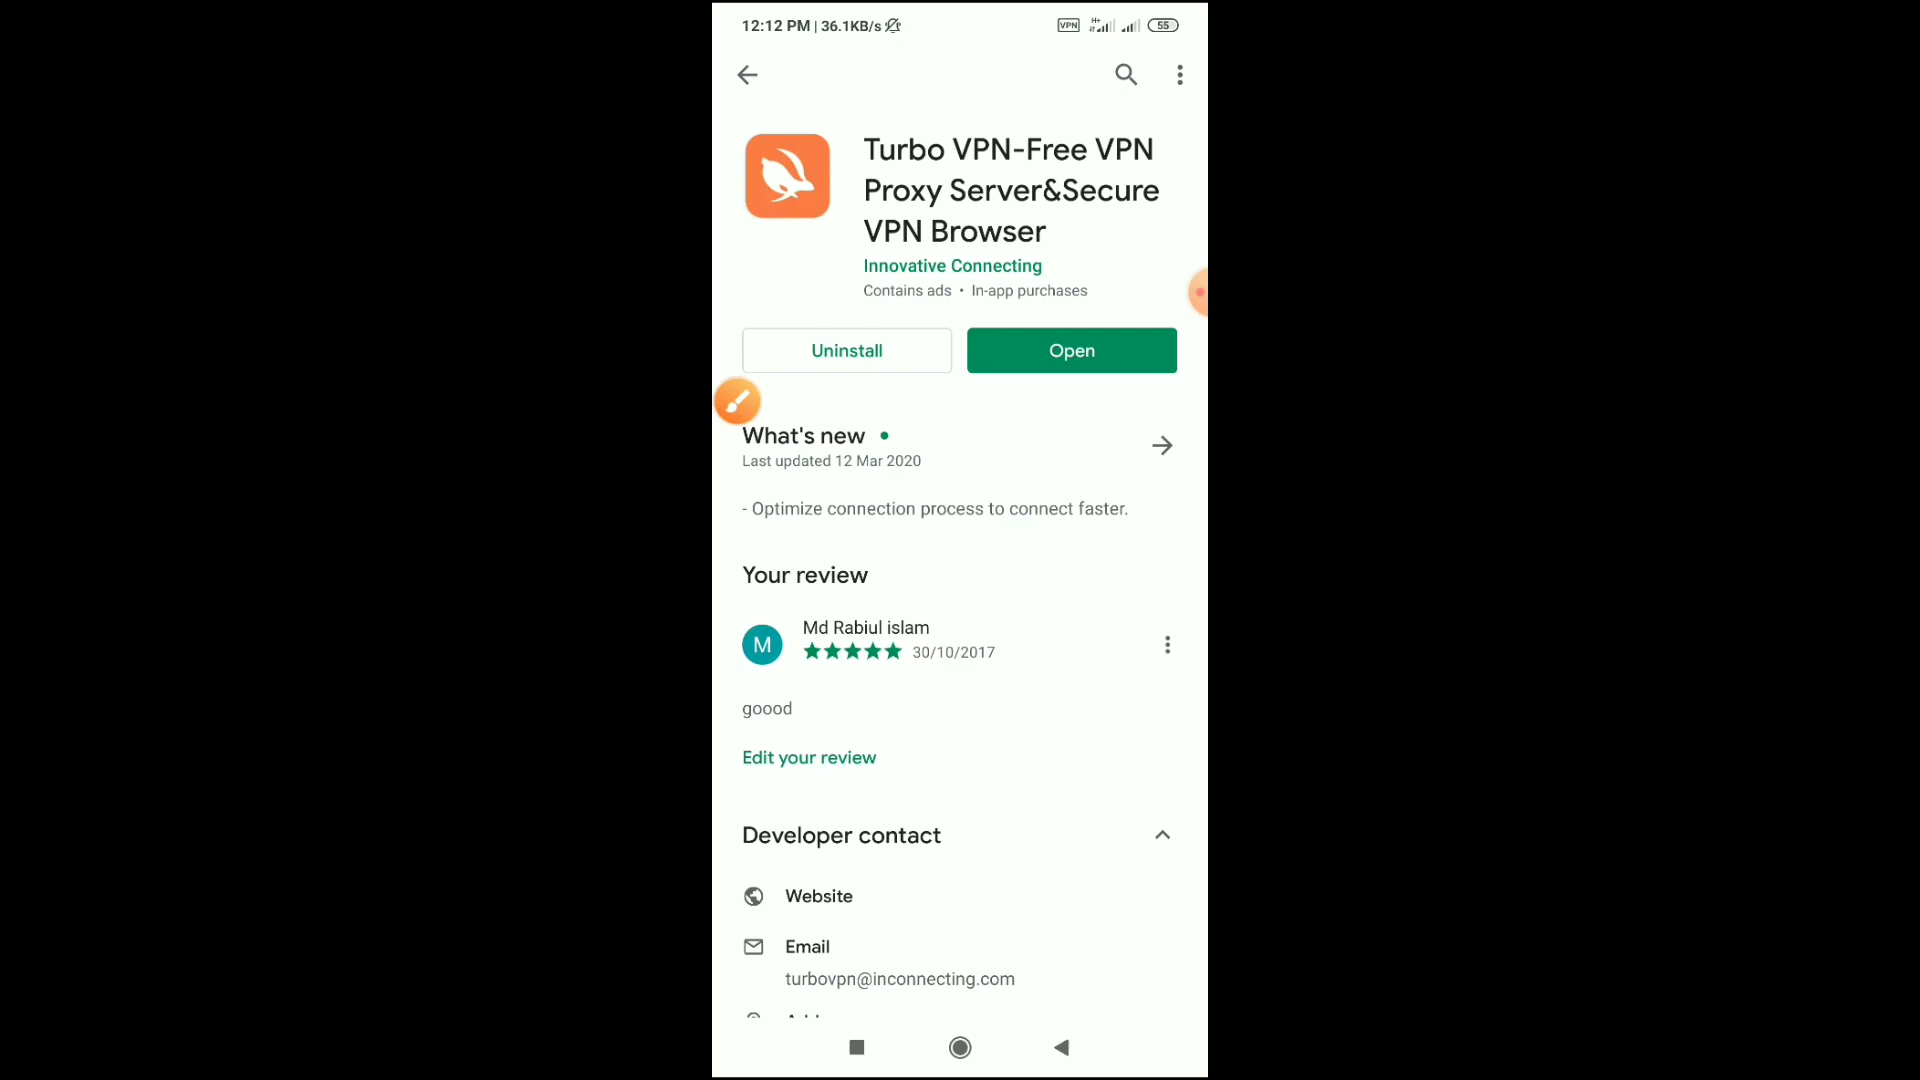 12:12 PM | 36.1KB/s VPN H+ 55
Turbo VPN-Free VPN
Proxy Server&Secure
VPN Browser
Innovative Connecting
Contains ads • In-app purchases
Uninstall Open
What's new •
Last updated 12 Mar 2020
- Optimize connection process to connect faster.
Your review
M Md Rabiul islam
30/10/2017
goood
Edit your review
Developer contact
Website
Email
turbovpn@inconnecting.com